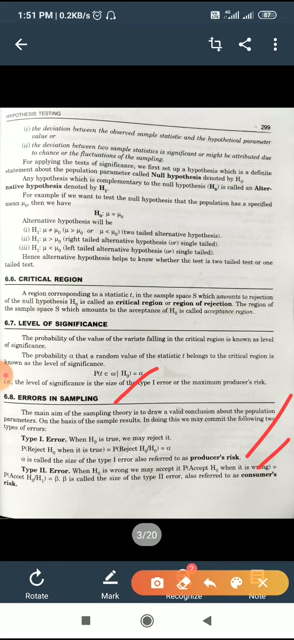 1:51 PM | 0.2KB/s
4G
87
HYPOTHESIS TESTING
299
(i) the deviation between the observed sample statistic and the hypothetical parameter
value or
(ii) the deviation between two sample statistics is significant or might be attributed due
to chance or the fluctuations of the sampling.
For applying the tests of significance, we first set up a hypothesis which is a definite
statement about the population parameter called Null hypothesis denoted by H₀.
Any hypothesis which is complementary to the null hypothesis (H₀) is called an Alter-
native hypothesis denoted by H₁.
For example if we want to test the null hypothesis that the population has a specified
mean μ₀, then we have
H₀: μ = μ₀
Alternative hypothesis will be
(i) H₁: μ ≠ μ₀ (μ > μ₀ or μ < μ₀) (two tailed alternative hypothesis).
(ii) H₁: μ > μ₀ (right tailed alternative hypothesis (or) single tailed).
(iii) H₁: μ < μ₀ (left tailed alternative hypothesis (or) single tailed).
Hence alternative hypothesis helps to know whether the test is two tailed test or one
tailed test.
6.6. CRITICAL REGION
A region corresponding to a statistic t, in the sample space S which amounts to rejection
of the null hypothesis H₀ is called as critical region or region of rejection. The region of
the sample space S which amounts to the acceptance of H₀ is called acceptance region.
6.7. LEVEL OF SIGNIFICANCE
The probability of the value of the variate falling in the critical region is known as level
of significance.
The probability α that a random value of the statistic t belongs to the critical region is
known as the level of significance.
P(t ∈ ω| H₀) = α
i.e., the level of significance is the size of the type I error or the maximum producer's risk.
6.8. ERRORS IN SAMPLING
The main aim of the sampling theory is to draw a valid conclusion about the population
parameters. On the basis of the sample results. In doing this we may commit the following two
types of errors:
Type I. Error. When H₀ is true, we may reject it.
P(Reject H₀ when it is true) = P(Reject H₀/H₀) = α
α is called the size of the type I error also referred to as producer's risk.
Type II. Error. When H₀ is wrong we may accept it P(Accept H₀ when it is wrong) =
P(Accet H₀/H₁) = β. β is called the size of the type II error, also referred to as consumer's
risk.
3/20
7
Rotate
Mark
Recognize
Note